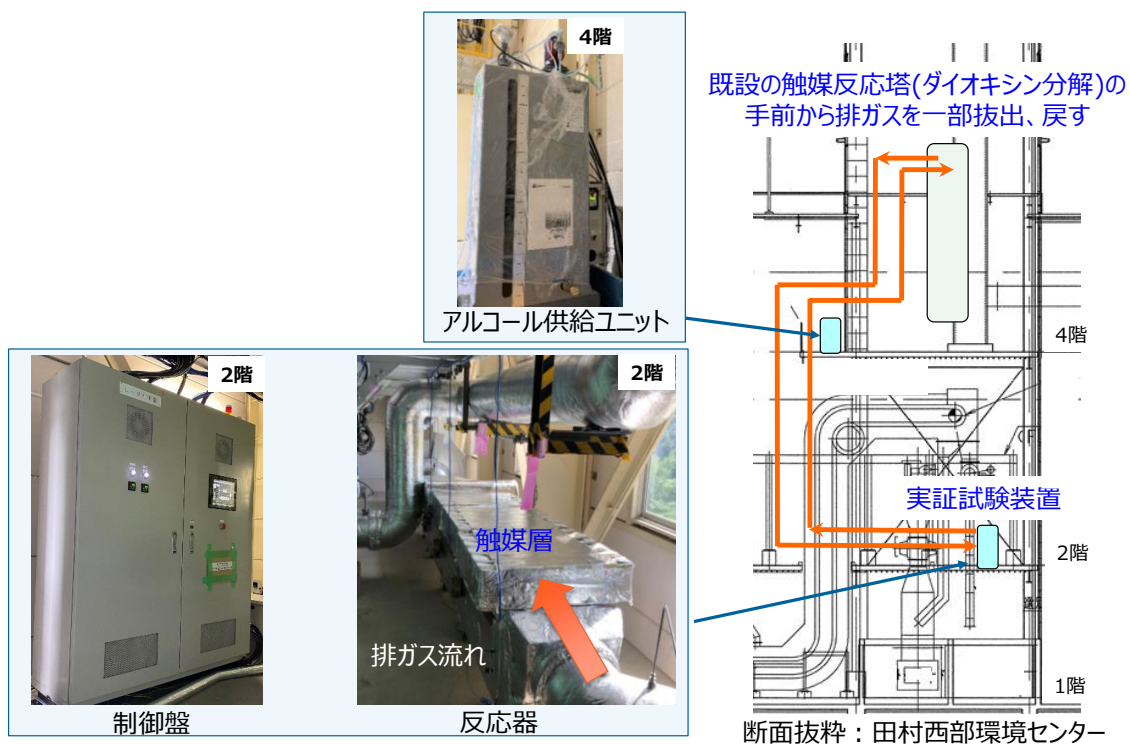 4階
アルコール供給ユニット
既設の触媒反応塔(ダイオキシン分解)の
手前から排ガスを一部抜出、戻す
4階
実証試験装置
2階
1階
断面抜粋：田村西部環境センター
2階
制御盤
2階
触媒層
排ガス流れ
反応器